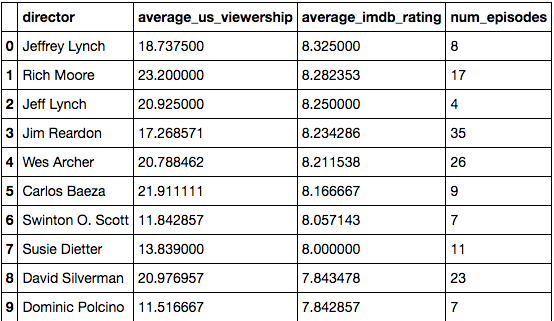 director average_us_viewership average_imdb_rating num_episodes
0 Jeffrey Lynch 18.737500 8.325000 8
1 Rich Moore 23.200000 8.282353 17
2 Jeff Lynch 20.925000 8.250000 4
3 Jim Reardon 17.268571 8.234286 35
4 Wes Archer 20.788462 8.211538 26
5 Carlos Baeza 21.911111 8.166667 9
6 Swinton O. Scott 11.842857 8.057143 7
7 Susie Dietter 13.839000 8.000000 11
8 David Silverman 20.976957 7.843478 23
9 Dominic Polcino 11.516667 7.842857 7